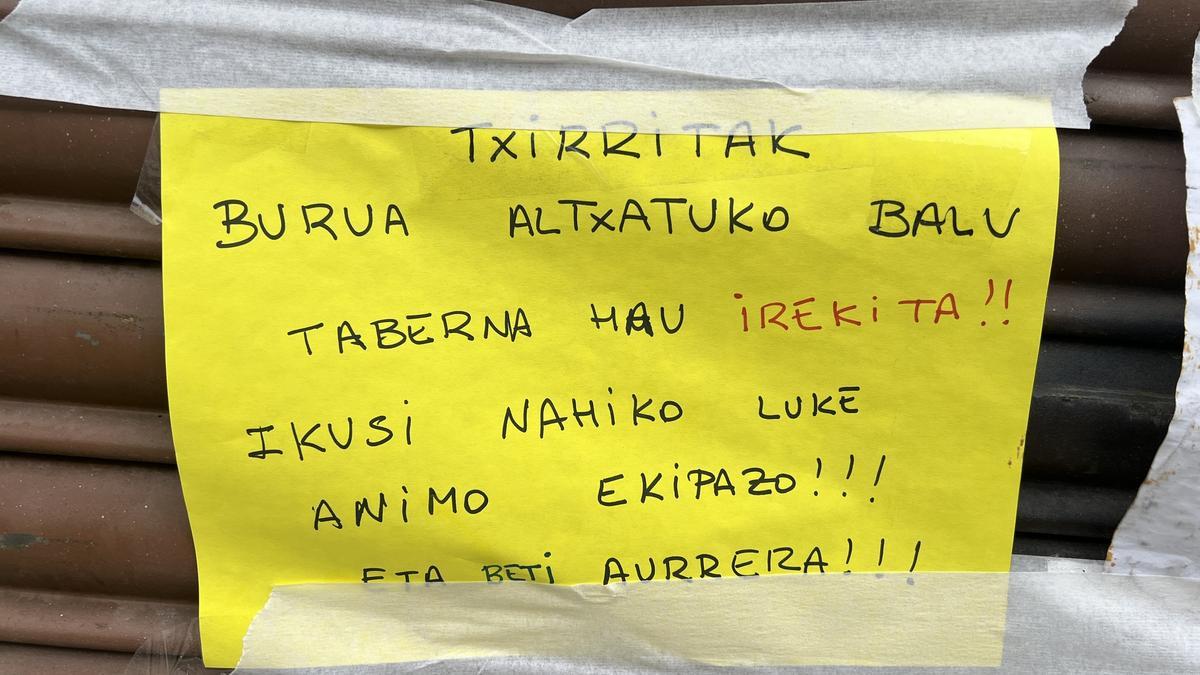 TXIRRITAK
BURUA ALTXATUKO BALU
TABERNA HAU IREKITA!!
IKUSI NAHIKO LUKE
ANIMO EKIPAZO!!!
ETA BETI AURRERA!!!